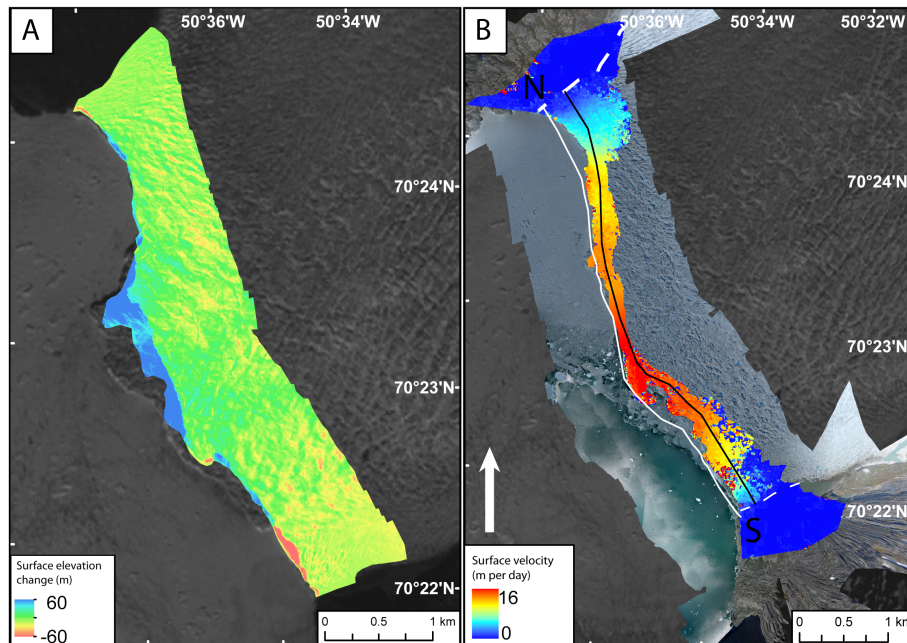 A
50°36'W
50°34'W
70°24'N
70°23'N
70°22'N
Surface elevation
change (m)
60
-60
0
0.5
1 km
B
50°36'W
50°34'W
50°32'W
N
70°24'N
70°23'N
70°22'N
S
Surface velocity
(m per day)
16
0
0
0.5
1 km